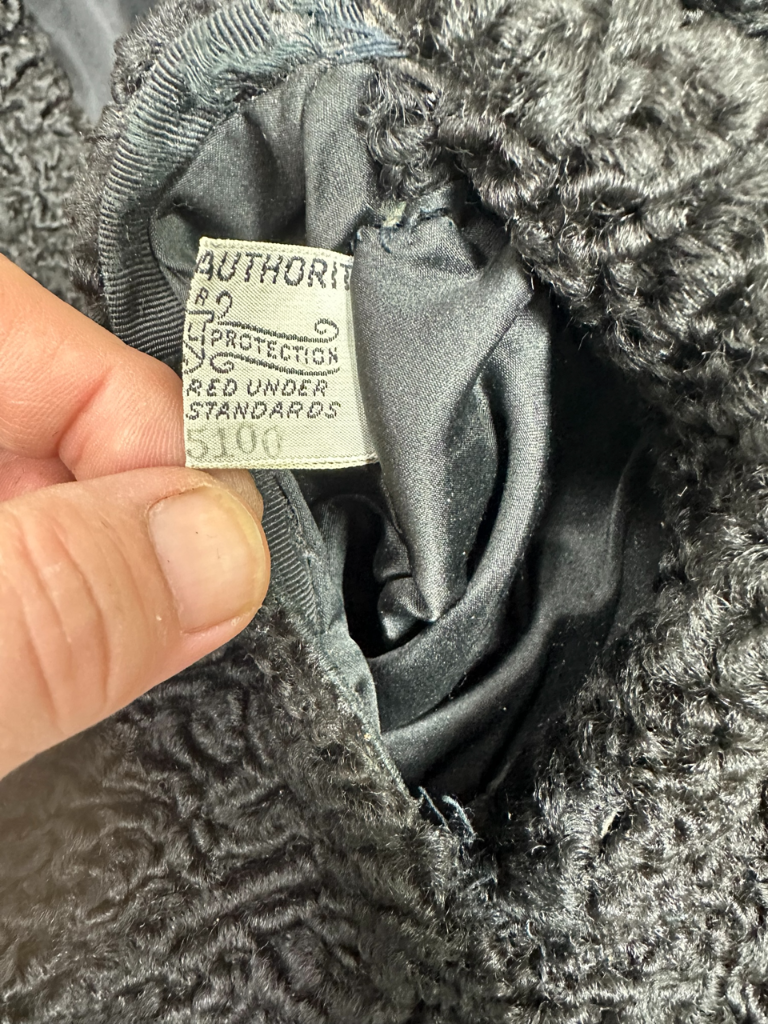 AUTHORIT
PROTECTION
RED UNDER
STANDARDS
5100